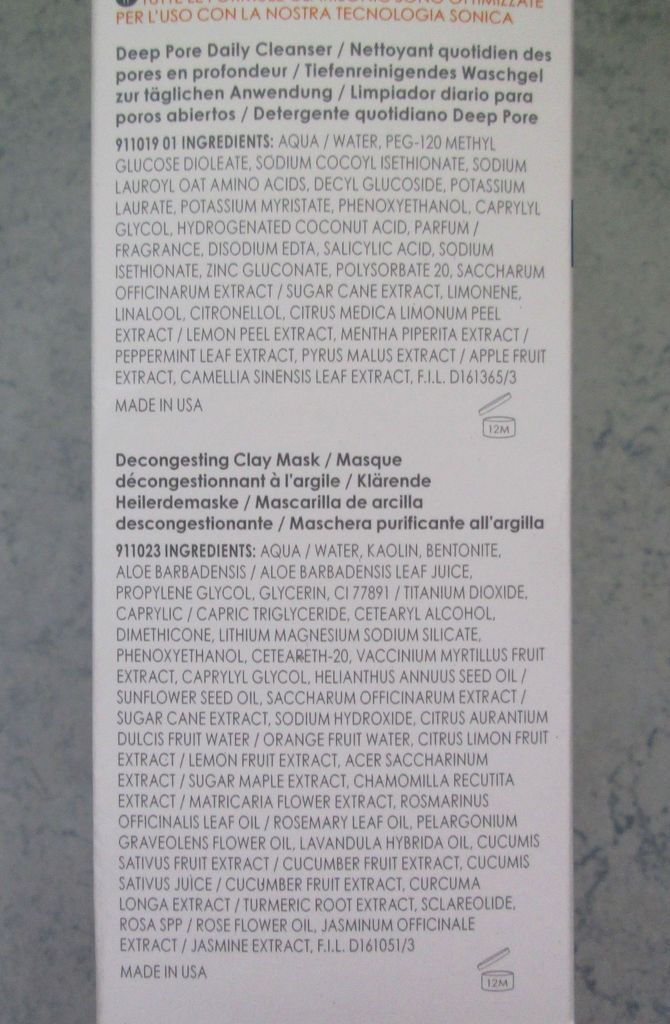 TUTTE LE FORMULE CLARISONIC SONO OTTIMIZZATE
PER L'USO CON LA NOSTRA TECNOLOGIA SONICA
Deep Pore Daily Cleanser / Nettoyant quotidien des
pores en profondeur / Tiefenreinigendes Waschgel
zur täglichen Anwendung / Limpiador diario para
poros abiertos / Detergente quotidiano Deep Pore
911019 01 INGREDIENTS: AQUA / WATER, PEG-120 METHYL
GLUCOSE DIOLEATE, SODIUM COCOYL ISETHIONATE, SODIUM
LAUROYL OAT AMINO ACIDS, DECYL GLUCOSIDE, POTASSIUM
LAURATE, POTASSIUM MYRISTATE, PHENOXYETHANOL, CAPRYLYL
GLYCOL, HYDROGENATED COCONUT ACID, PARFUM /
FRAGRANCE, DISODIUM EDTA, SALICYLIC ACID, SODIUM
ISETHIONATE, ZINC GLUCONATE, POLYSORBATE 20, SACCHARUM
OFFICINARUM EXTRACT / SUGAR CANE EXTRACT, LIMONENE,
LINALOOL, CITRONELLOL, CITRUS MEDICA LIMONUM PEEL
EXTRACT / LEMON PEEL EXTRACT, MENTHA PIPERITA EXTRACT /
PEPPERMINT LEAF EXTRACT, PYRUS MALUS EXTRACT / APPLE FRUIT
EXTRACT, CAMELLIA SINENSIS LEAF EXTRACT, F.I.L. D161365/3
MADE IN USA
12M
Decongesting Clay Mask / Masque
décongestionnant à l'argile / Klärende
Heilerdemaske / Mascarilla de arcilla
descongestionante / Maschera purificante all'argilla
911023 INGREDIENTS: AQUA / WATER, KAOLIN, BENTONITE,
ALOE BARBADENSIS / ALOE BARBADENSIS LEAF JUICE,
PROPYLENE GLYCOL, GLYCERIN, CI 77891 / TITANIUM DIOXIDE,
CAPRYLIC / CAPRIC TRIGLYCERIDE, CETEARYL ALCOHOL,
DIMETHICONE, LITHIUM MAGNESIUM SODIUM SILICATE,
PHENOXYETHANOL, CETEARETH-20, VACCINIUM MYRTILLUS FRUIT
EXTRACT, CAPRYLYL GLYCOL, HELIANTHUS ANNUUS SEED OIL /
SUNFLOWER SEED OIL, SACCHARUM OFFICINARUM EXTRACT /
SUGAR CANE EXTRACT, SODIUM HYDROXIDE, CITRUS AURANTIUM
DULCIS FRUIT WATER / ORANGE FRUIT WATER, CITRUS LIMON FRUIT
EXTRACT / LEMON FRUIT EXTRACT, ACER SACCHARINUM
EXTRACT / SUGAR MAPLE EXTRACT, CHAMOMILLA RECUTITA
EXTRACT / MATRICARIA FLOWER EXTRACT, ROSMARINUS
OFFICINALIS LEAF OIL / ROSEMARY LEAF OIL, PELARGONIUM
GRAVEOLENS FLOWER OIL, LAVANDULA HYBRIDA OIL, CUCUMIS
SATIVUS FRUIT EXTRACT / CUCUMBER FRUIT EXTRACT, CUCUMIS
SATIVUS JUICE / CUCUMBER FRUIT EXTRACT, CURCUMA
LONGA EXTRACT / TURMERIC ROOT EXTRACT, SCLAREOLIDE,
ROSA SPP / ROSE FLOWER OIL, JASMINUM OFFICINALE
EXTRACT / JASMINE EXTRACT, F.I.L. D161051/3
MADE IN USA
12M